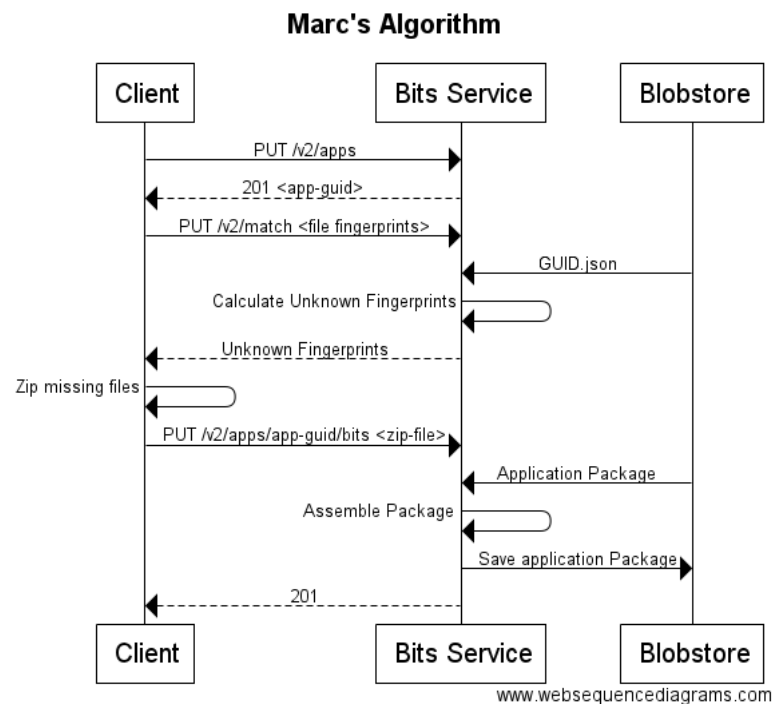 Marc's Algorithm
Client
Bits Service
Blobstore
PUT /v2/apps
201 <app-guid>
PUT /v2/match <file fingerprints>
GUID.json
Calculate Unknown Fingerprints
Unknown Fingerprints
Zip missing files
PUT /v2/apps/app-guid/bits <zip-file>
Application Package
Assemble Package
Save application Package
201
Client
Bits Service
Blobstore
www.websequencediagrams.com